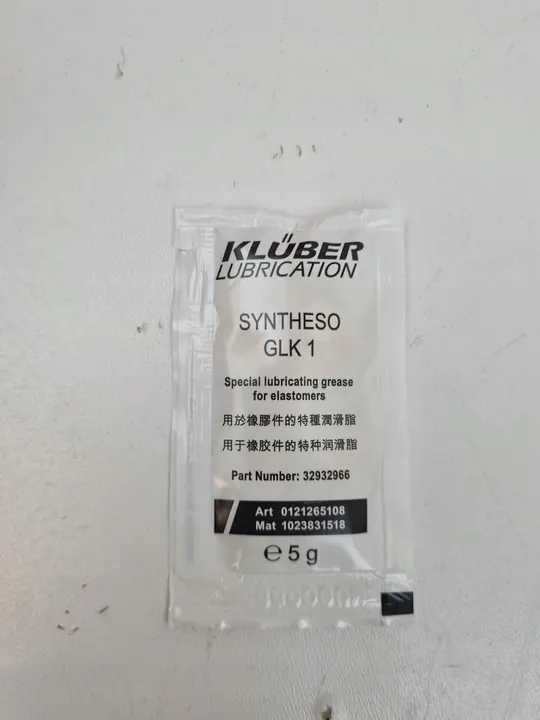 KLÜBER
LUBRICATION
SYNTHESO
GLK 1
Special lubricating grease
for elastomers
用於橡膠件的特種潤滑脂
用于橡胶件的特种润滑脂
Part Number: 32932966
Art 0121265108
Mat 1023831518
℮ 5 g